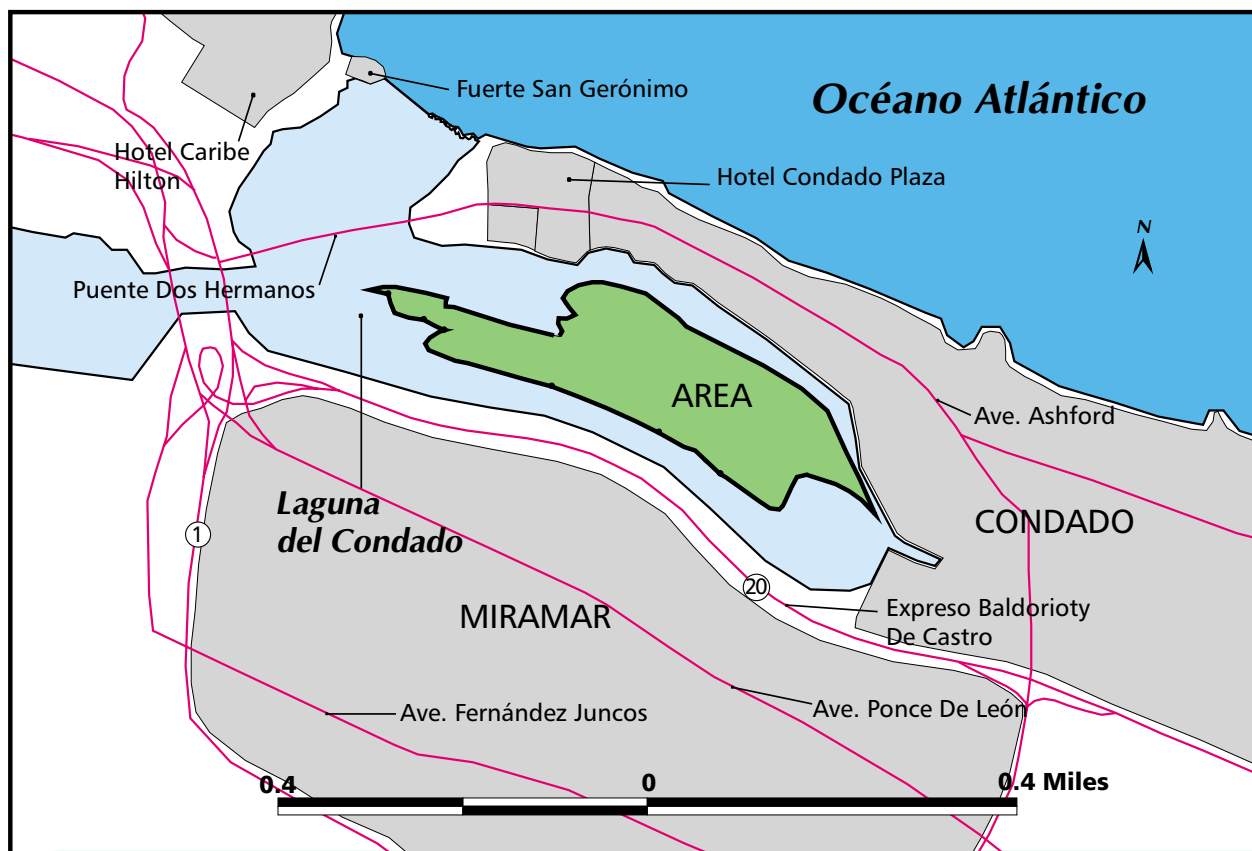 Fuerte San Gerónimo
Océano Atlántico
Hotel Caribe
Hilton
Hotel Condado Plaza
N
Puente Dos Hermanos
AREA
Ave. Ashford
Laguna
del Condado
CONDADO
1
20
MIRAMAR
Expreso Baldorioty
De Castro
Ave. Fernández Juncos
Ave. Ponce De León
0.4 0 0.4 Miles